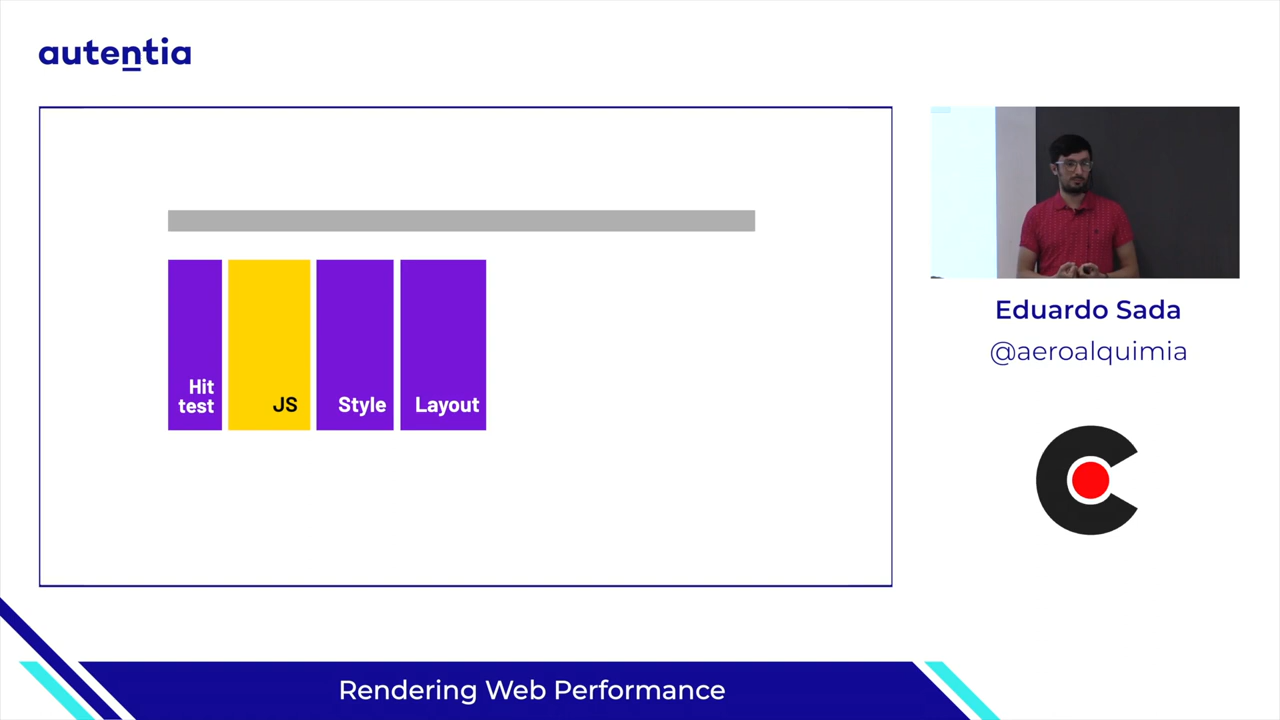 autentia
Hit
test
JS
Style
Layout
Eduardo Sada
@aeroalquimia
Rendering Web Performance